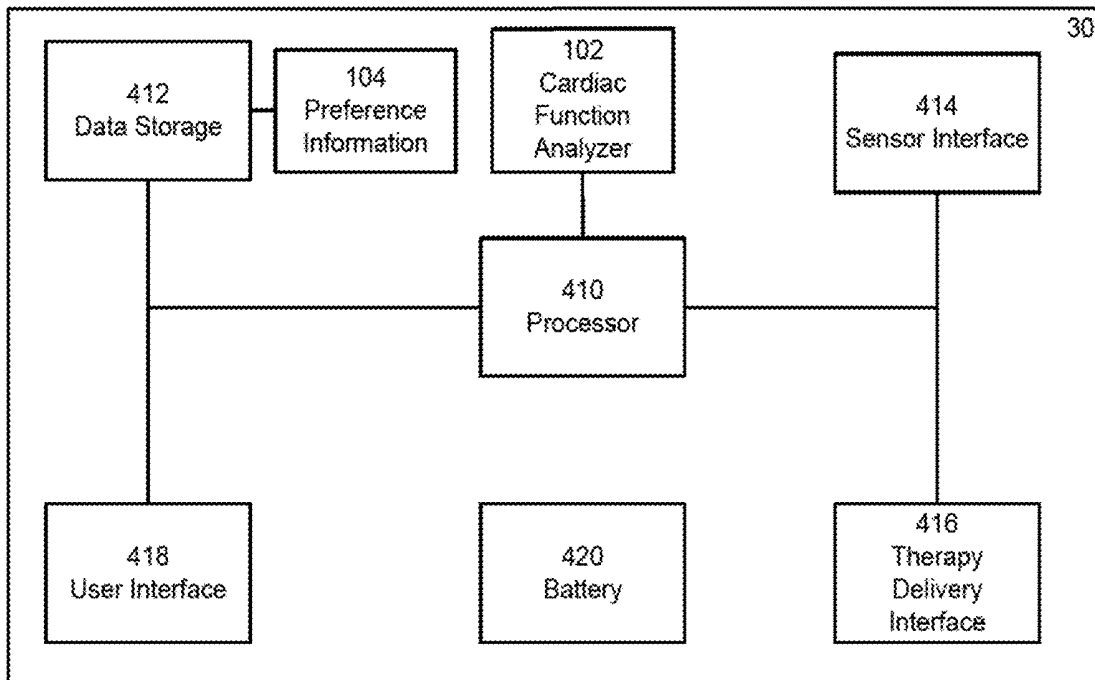 30
412
Data Storage
104
Preference
Information
102
Cardiac
Function
Analyzer
414
Sensor Interface
410
Processor
418
User Interface
420
Battery
416
Therapy
Delivery
Interface